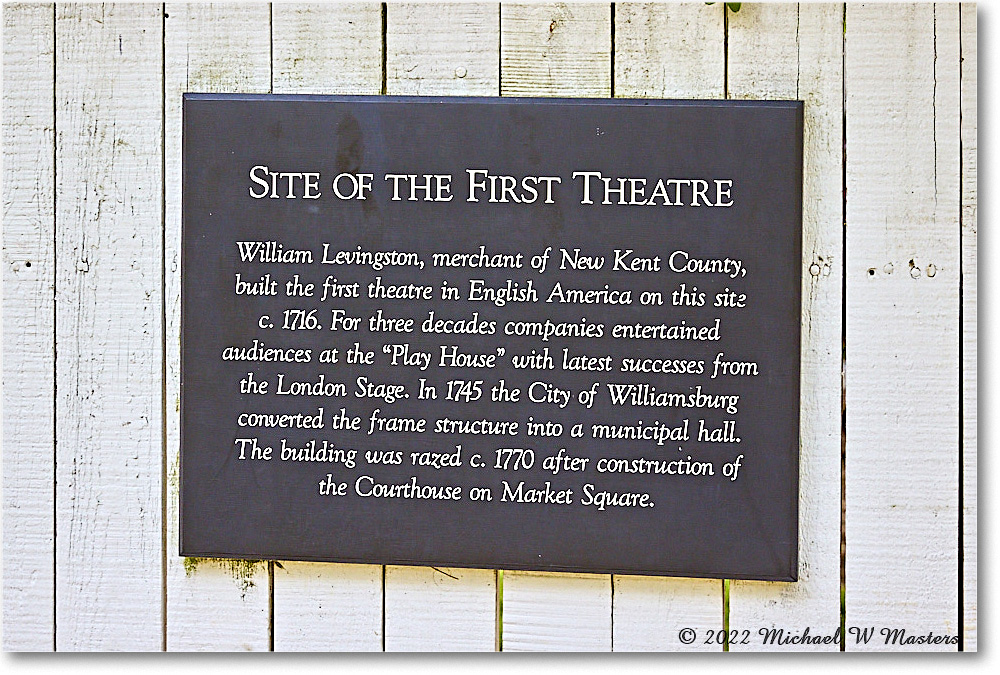 SITE OF THE FIRST THEATRE
William Levingston, merchant of New Kent County,
built the first theatre in English America on this site
c. 1716. For three decades companies entertained
audiences at the “Play House” with latest successes from
the London Stage. In 1745 the City of Williamsburg
converted the frame structure into a municipal hall.
The building was razed c. 1770 after construction of
the Courthouse on Market Square.
© 2022 Michael W Masters